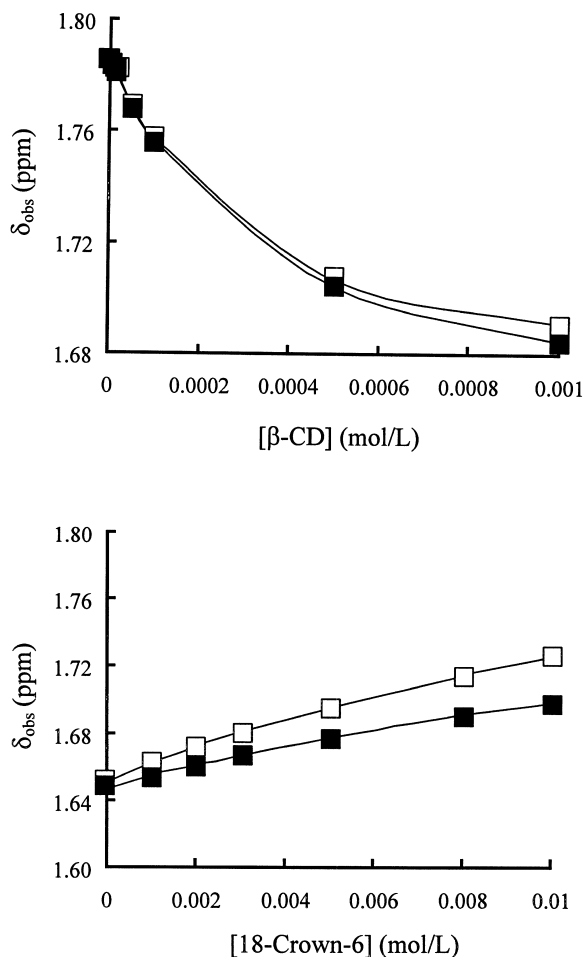 1.80
1.76
1.72
1.68
δobs (ppm)
0 0.0002 0.0004 0.0006 0.0008 0.001
[β-CD] (mol/L)
1.80
1.76
1.72
1.68
1.64
1.60
δobs (ppm)
0 0.002 0.004 0.006 0.008 0.01
[18-Crown-6] (mol/L)